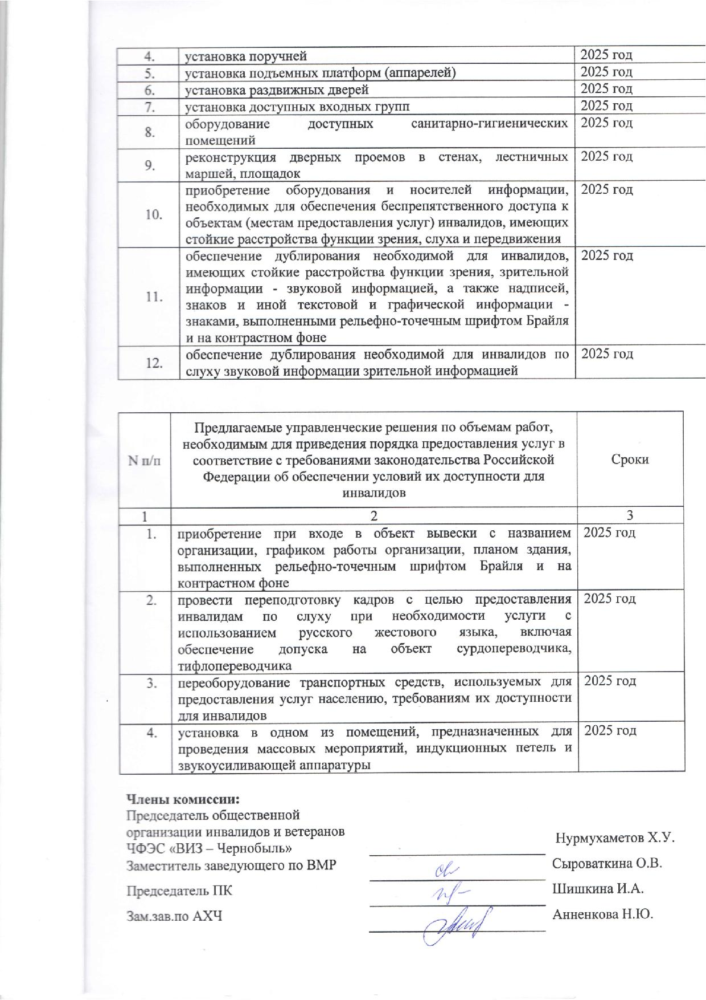 4. установка поручней 2025 год
5. установка подъемных платформ (аппарелей) 2025 год
6. установка раздвижных дверей 2025 год
7. установка доступных входных групп 2025 год
8. оборудование доступных санитарно-гигиенических 2025 год
помещений
9. реконструкция дверных проемов в стенах, лестничных 2025 год
маршей, площадок
10. приобретение оборудования и носителей информации, 2025 год
необходимых для обеспечения беспрепятственного доступа к
объектам (местам предоставления услуг) инвалидов, имеющих
стойкие расстройства функции зрения, слуха и передвижения
11. обеспечение дублирования необходимой для инвалидов, 2025 год
имеющих стойкие расстройства функции зрения, зрительной
информации - звуковой информацией, а также надписей,
знаков и иной текстовой и графической информации -
знаками, выполненными рельефно-точечным шрифтом Брайля
и на контрастном фоне
12. обеспечение дублирования необходимой для инвалидов по 2025 год
слуху звуковой информации зрительной информацией
N п/п Предлагаемые управленческие решения по объемам работ, Сроки
необходимым для приведения порядка предоставления услуг в
соответствие с требованиями законодательства Российской
Федерации об обеспечении условий их доступности для
инвалидов
1 2 3
1. приобретение при входе в объект вывески с названием 2025 год
организации, графиком работы организации, планом здания,
выполненных рельефно-точечным шрифтом Брайля и на
контрастном фоне
2. провести переподготовку кадров с целью предоставления 2025 год
инвалидам по слуху при необходимости услуги с
использованием русского жестового языка, включая
обеспечение допуска на объект сурдопереводчика,
тифлопереводчика
3. переоборудование транспортных средств, используемых для 2025 год
предоставления услуг населению, требованиям их доступности
для инвалидов
4. установка в одном из помещений, предназначенных для 2025 год
проведения массовых мероприятий, индукционных петель и
звукоусиливающей аппаратуры
Члены комиссии:
Председатель общественной
организации инвалидов и ветеранов
ЧФЭС «ВИЗ – Чернобыль» Нурмухаметов Х.У.
Заместитель заведующего по ВМР Сыроваткина О.В.
Председатель ПК Шишкина И.А.
Зам.зав.по АХЧ Анненкова Н.Ю.